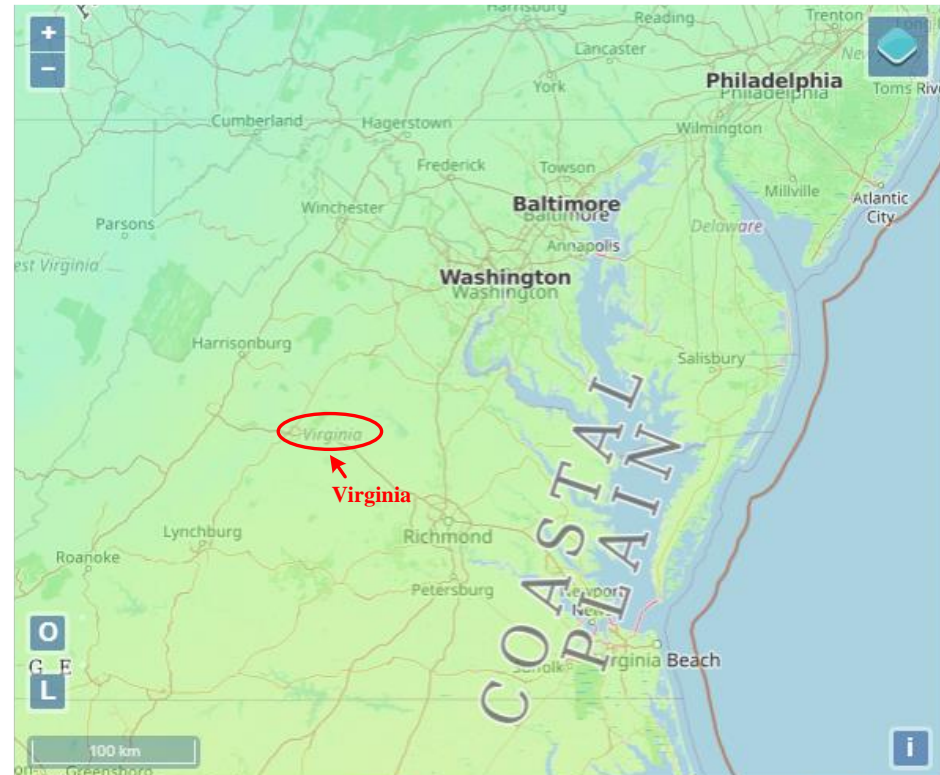 Harrisburg
Reading
Trenton
+
Lancaster
-
York
Philadelphia
Philadelphia
Toms Riv
Cumberland
Hagerstown
Wilmington
Frederick
Towson
Winchester
Baltimore
Baltimore
Millville
Atlantic
City
Parsons
Delaware
Annapolis
est Virginia
Washington
Washington
Harrisonburg
Salisbury
COASTAL
PLAIN
Virginia
Virginia
Lynchburg
Richmond
Roanoke
Petersburg
Newport
News
O
G E
Suffolk
Virginia Beach
L
100 km
i
Greensboro